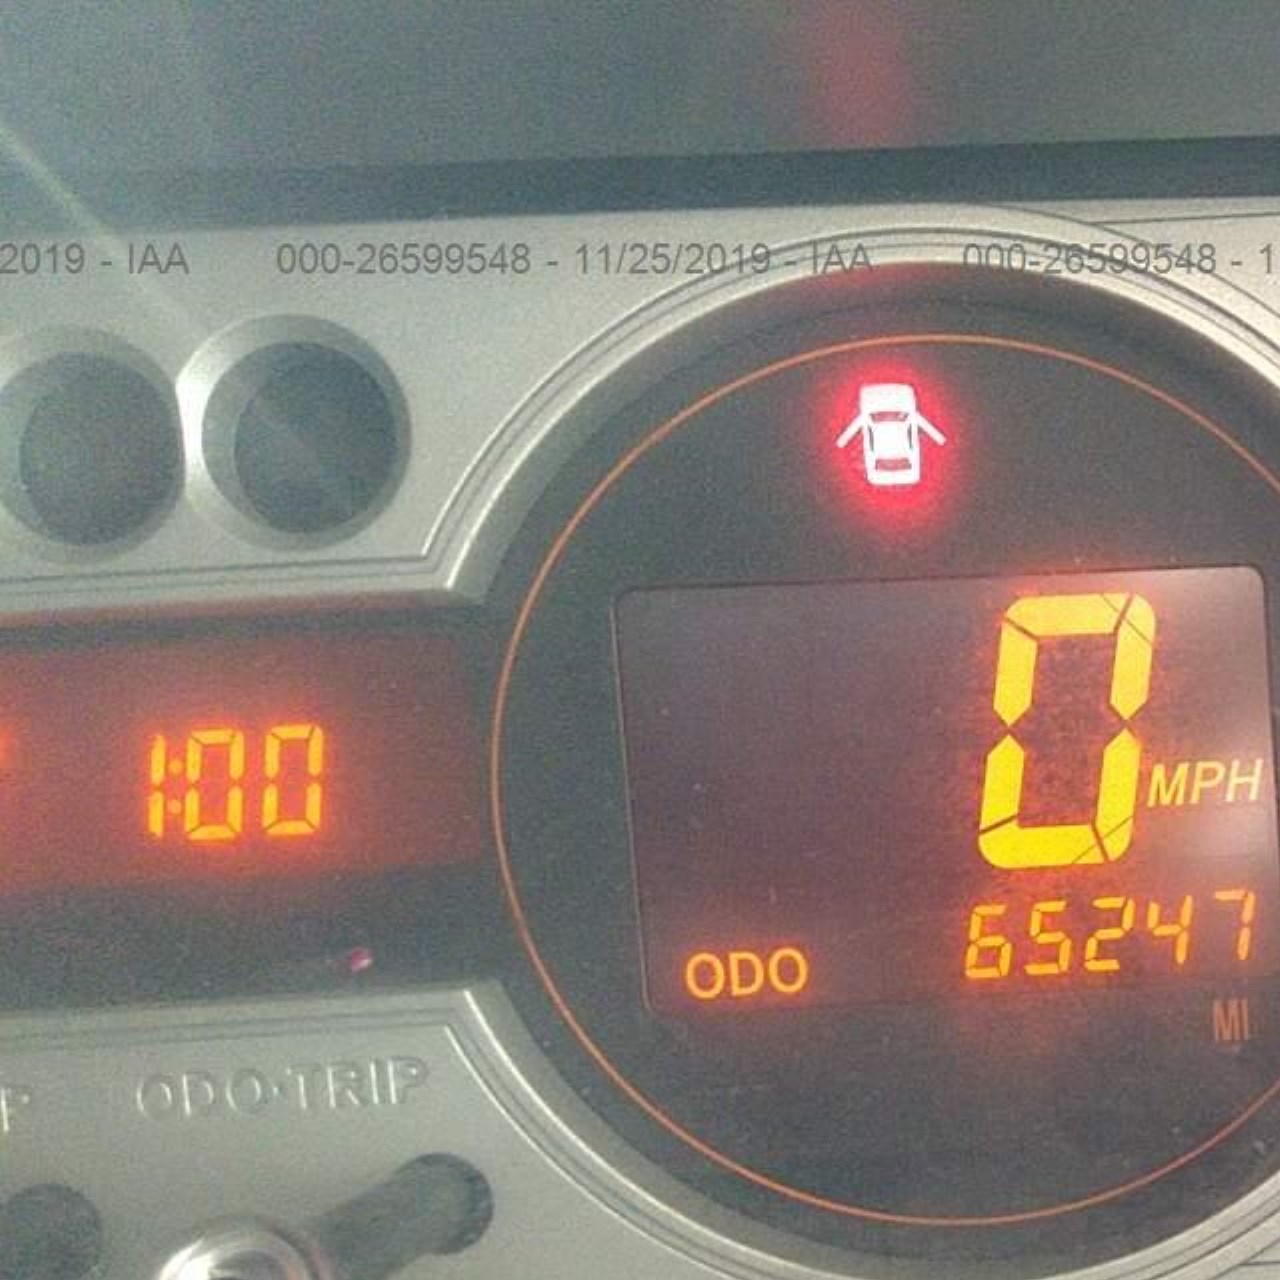 2019 - IAA 000-26599548 - 11/25/2019 - IAA 000-26599548 - 1
1:00
0 MPH
ODO 65247
MI
P ODO·TRIP